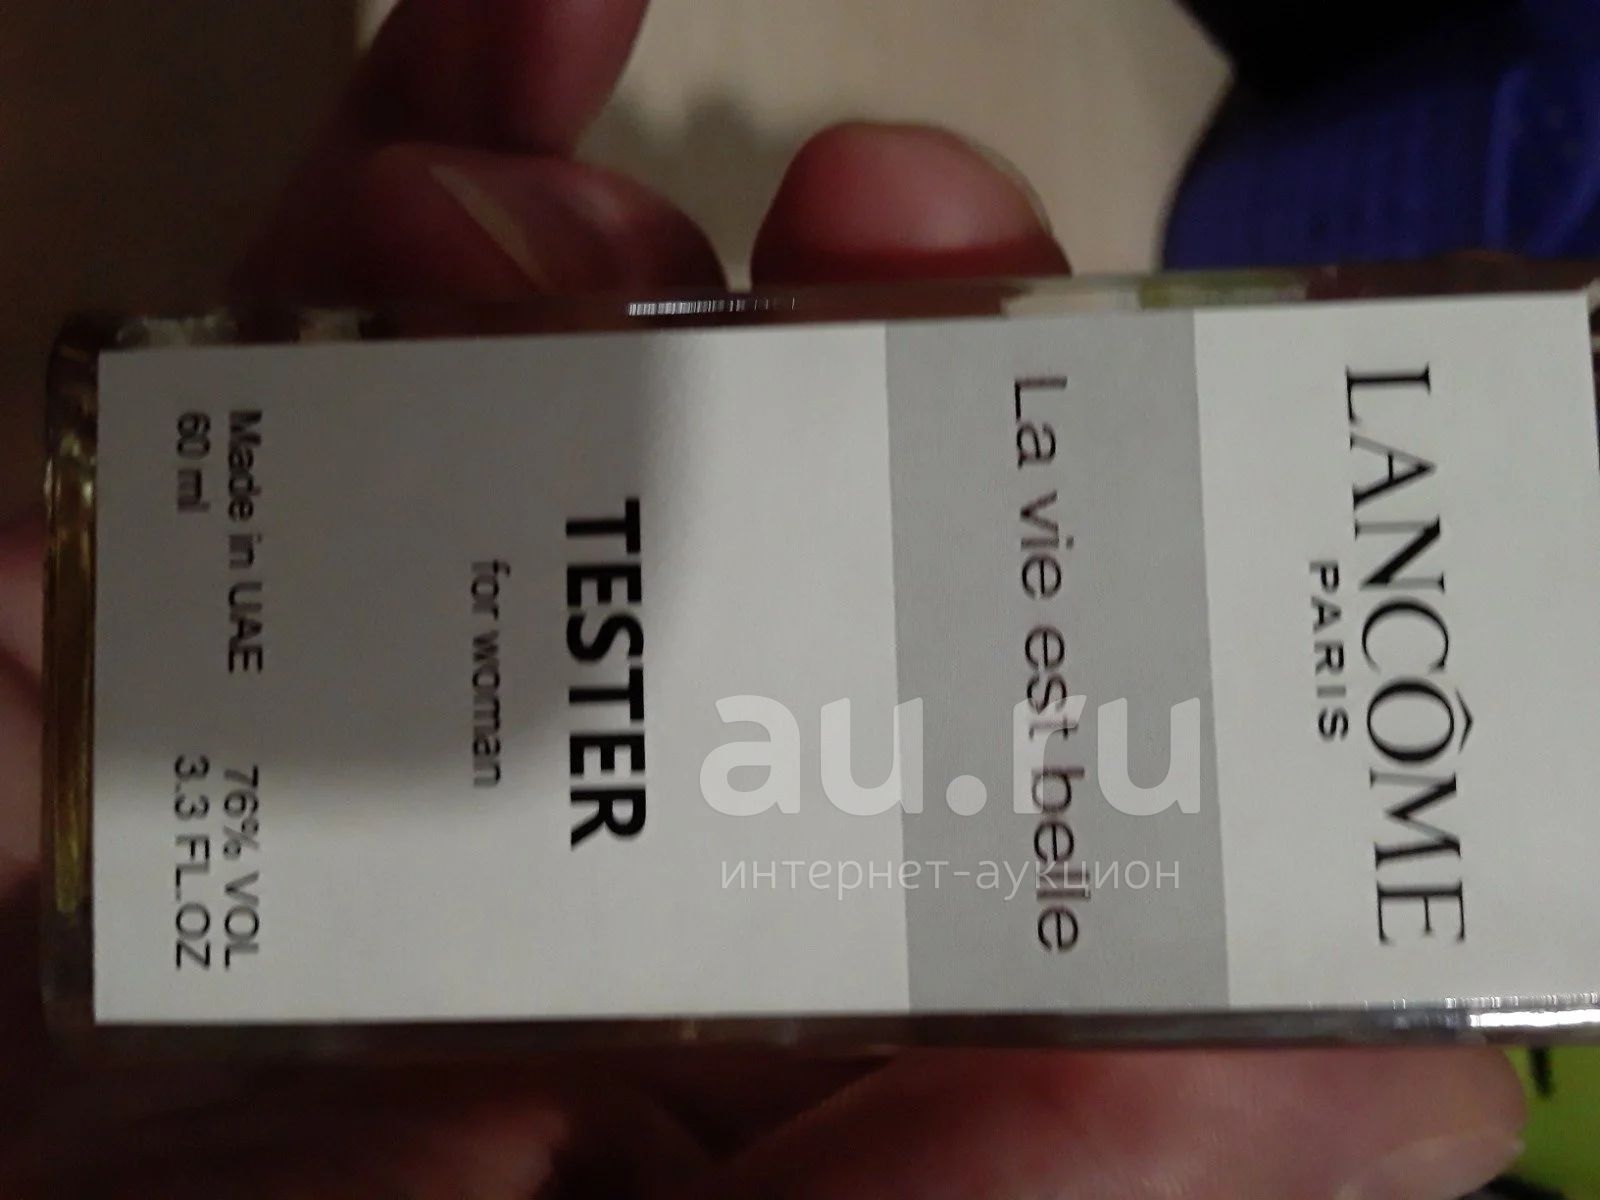 LANCÔME
PARIS
La vie est belle
TESTER
for woman
Made in UAE 76% VOL
60 ml 3.3 FL.OZ
au.ru
интернет-аукцион